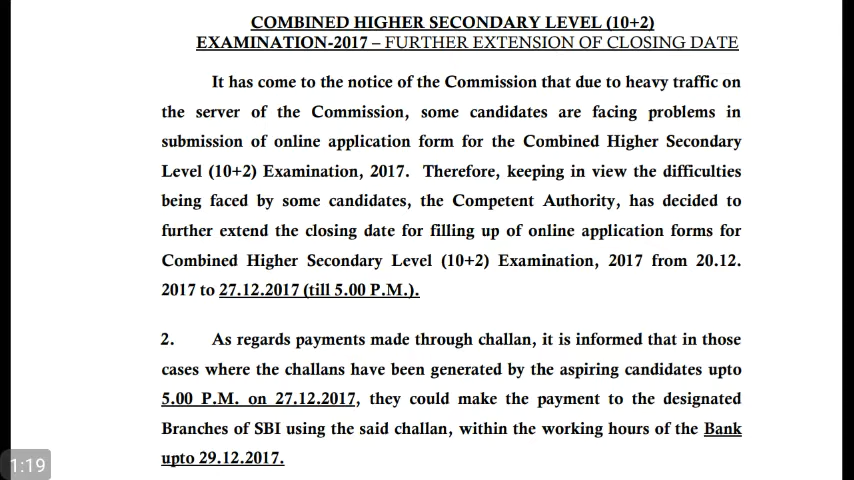 COMBINED HIGHER SECONDARY LEVEL (10+2)
EXAMINATION-2017 – FURTHER EXTENSION OF CLOSING DATE
It has come to the notice of the Commission that due to heavy traffic on
the server of the Commission, some candidates are facing problems in
submission of online application form for the Combined Higher Secondary
Level (10+2) Examination, 2017. Therefore, keeping in view the difficulties
being faced by some candidates, the Competent Authority, has decided to
further extend the closing date for filling up of online application forms for
Combined Higher Secondary Level (10+2) Examination, 2017 from 20.12.
2017 to 27.12.2017 (till 5.00 P.M.).
2. As regards payments made through challan, it is informed that in those
cases where the challans have been generated by the aspiring candidates upto
5.00 P.M. on 27.12.2017, they could make the payment to the designated
Branches of SBI using the said challan, within the working hours of the Bank
upto 29.12.2017.
1:19